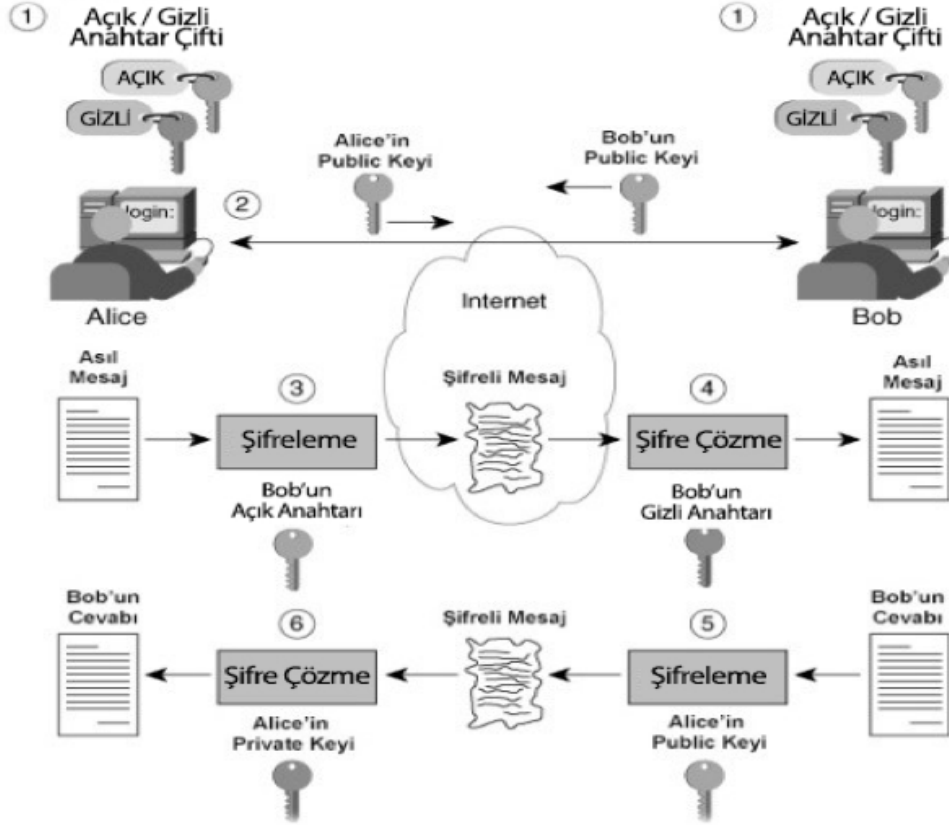 1
Açık / Gizli
Anahtar Çifti
AÇIK
GİZLİ
1
Açık / Gizli
Anahtar Çifti
AÇIK
GİZLİ
Alice'in
Public Keyi
Bob'un
Public Keyi
login:
2
login:
Alice
Internet
Bob
Asıl
Mesaj
3
Şifreleme
Bob'un
Açık Anahtarı
Şifreli Mesaj
4
Şifre Çözme
Bob'un
Gizli Anahtarı
Asıl
Mesaj
Bob'un
Cevabı
6
Şifre Çözme
Alice'in
Private Keyi
Şifreli Mesaj
5
Şifreleme
Alice'in
Public Keyi
Bob'un
Cevabı